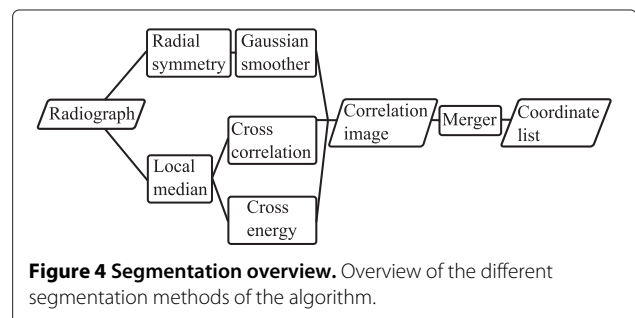 Radial
symmetry
Gaussian
smoother
Radiograph
Cross
correlation
Correlation
image
Merger
Coordinate
list
Local
median
Cross
energy
Figure 4 Segmentation overview. Overview of the different
segmentation methods of the algorithm.